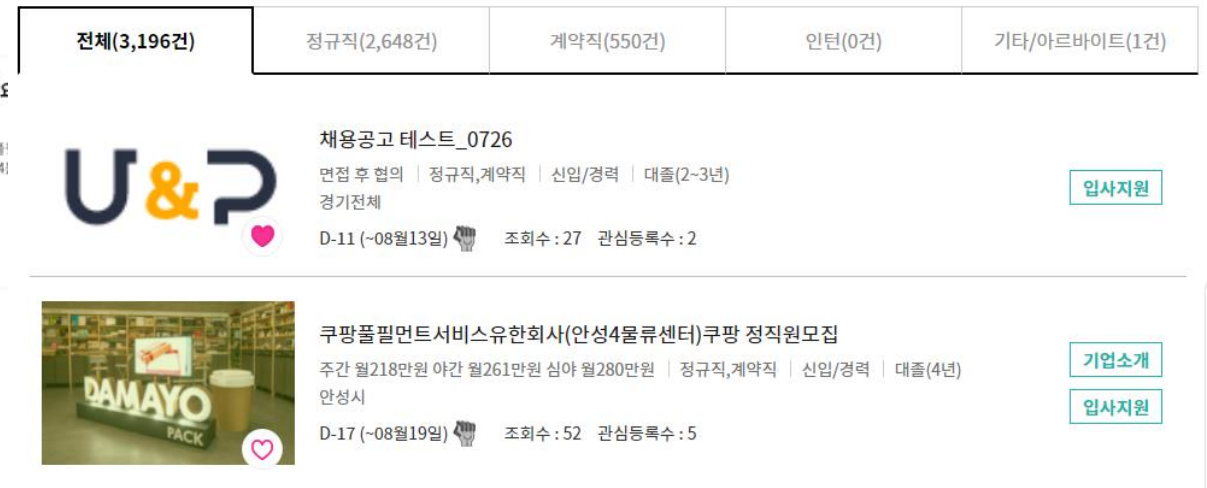 전체(3,196건)
정규직(2,648건)
계약직(550건)
인턴(0건)
기타/아르바이트(1건)
U&P
채용공고 테스트_0726
면접 후 협의 | 정규직,계약직 | 신입/경력 | 대졸(2~3년)
경기전체
D-11 (~08월13일) 조회수 : 27 관심등록수 : 2
입사지원
DAMAYO
PACK
쿠팡풀필먼트서비스유한회사(안성4물류센터)쿠팡 정직원모집
주간 월218만원 야간 월261만원 심야 월280만원 | 정규직,계약직 | 신입/경력 | 대졸(4년)
안성시
D-17 (~08월19일) 조회수 : 52 관심등록수 : 5
기업소개
입사지원